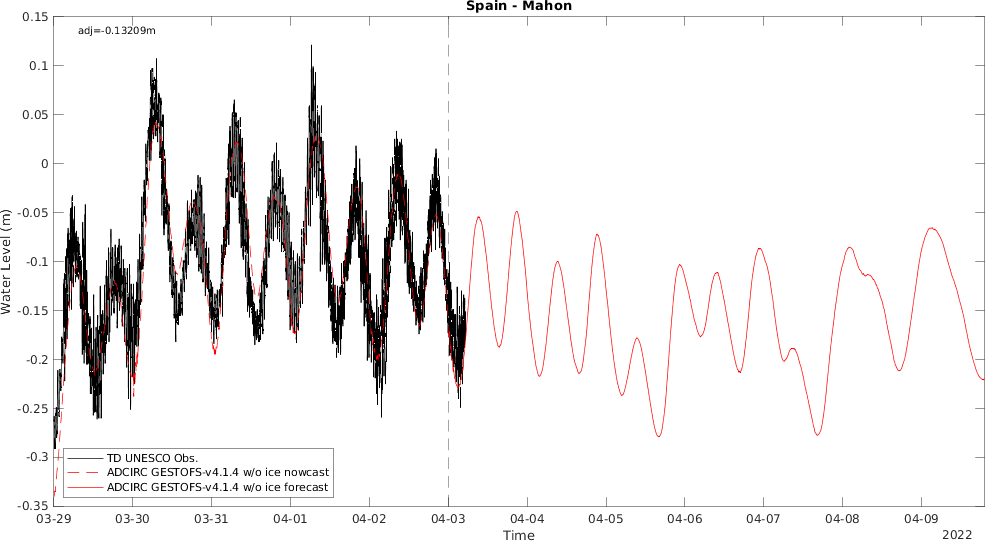 Spain - Mahon
adj=-0.13209m
0.15
0.1
0.05
0
-0.05
-0.1
-0.15
-0.2
-0.25
-0.3
-0.35
Water Level (m)
TD UNESCO Obs.
ADCIRC GESTOFS-v4.1.4 w/o ice nowcast
ADCIRC GESTOFS-v4.1.4 w/o ice forecast
03-29 03-30 03-31 04-01 04-02 04-03 04-04 04-05 04-06 04-07 04-08 04-09
Time
2022